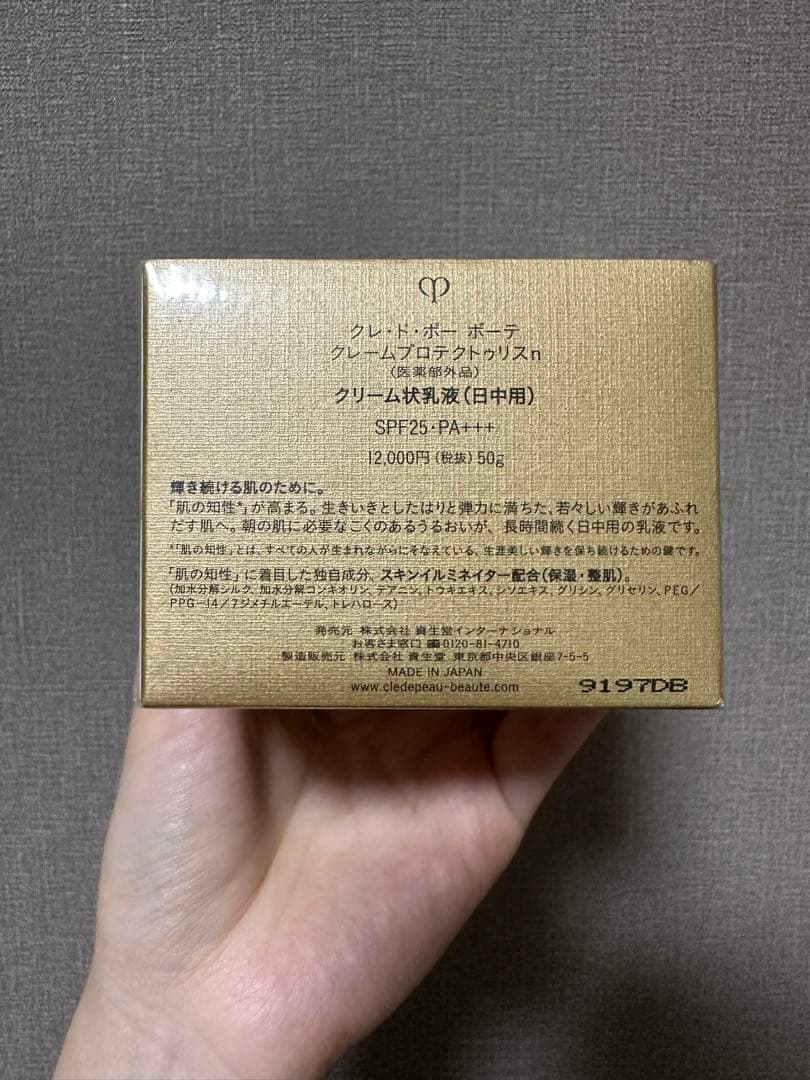 クレ・ド・ポー ボーテ
クレームプロテクトゥリスn
(医薬部外品)
クリーム状乳液(日中用)
SPF25・PA+++
12,000円(税抜)50g
輝き続ける肌のために。
「肌の知性*」が高まる。生きいきとしたはりと弾力に満ちた、若々しい輝きがあふれ
だす肌へ。朝の肌に必要なこくのあるうるおいが、長時間続く日中用の乳液です。
*「肌の知性」とは、すべての人が生まれながらにそなえている、生涯美しい輝きを保ち続けるための鍵です。
「肌の知性」に着目した独自成分、スキンイルミネイター配合(保湿・整肌)。
(加水分解シルク、加水分解コンキオリン、テアニン、トウキエキス、シソエキス、グリシン、グリセリン、PEG/
PPG-14/7ジメチルエーテル、トレハロース)
発売元 株式会社 資生堂インターナショナル
お客さま窓口 0120-81-4710
製造販売元 株式会社 資生堂 東京都中央区銀座7-5-5
MADE IN JAPAN
www.cledepeau-beaute.com
9197DB